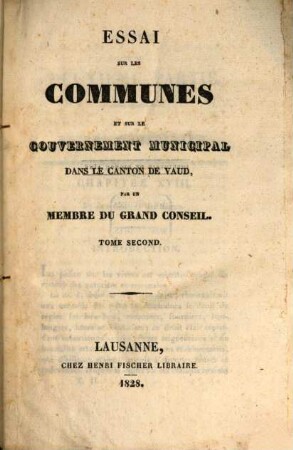 ESSAI
SUR LES
COMMUNES
ET SUR LE
GOUVERNEMENT MUNICIPAL
DANS LE CANTON DE VAUD,
PAR UN
MEMBRE DU GRAND CONSEIL.
TOME SECOND.
LAUSANNE,
CHEZ HENRI FISCHER LIBRAIRE
1828.